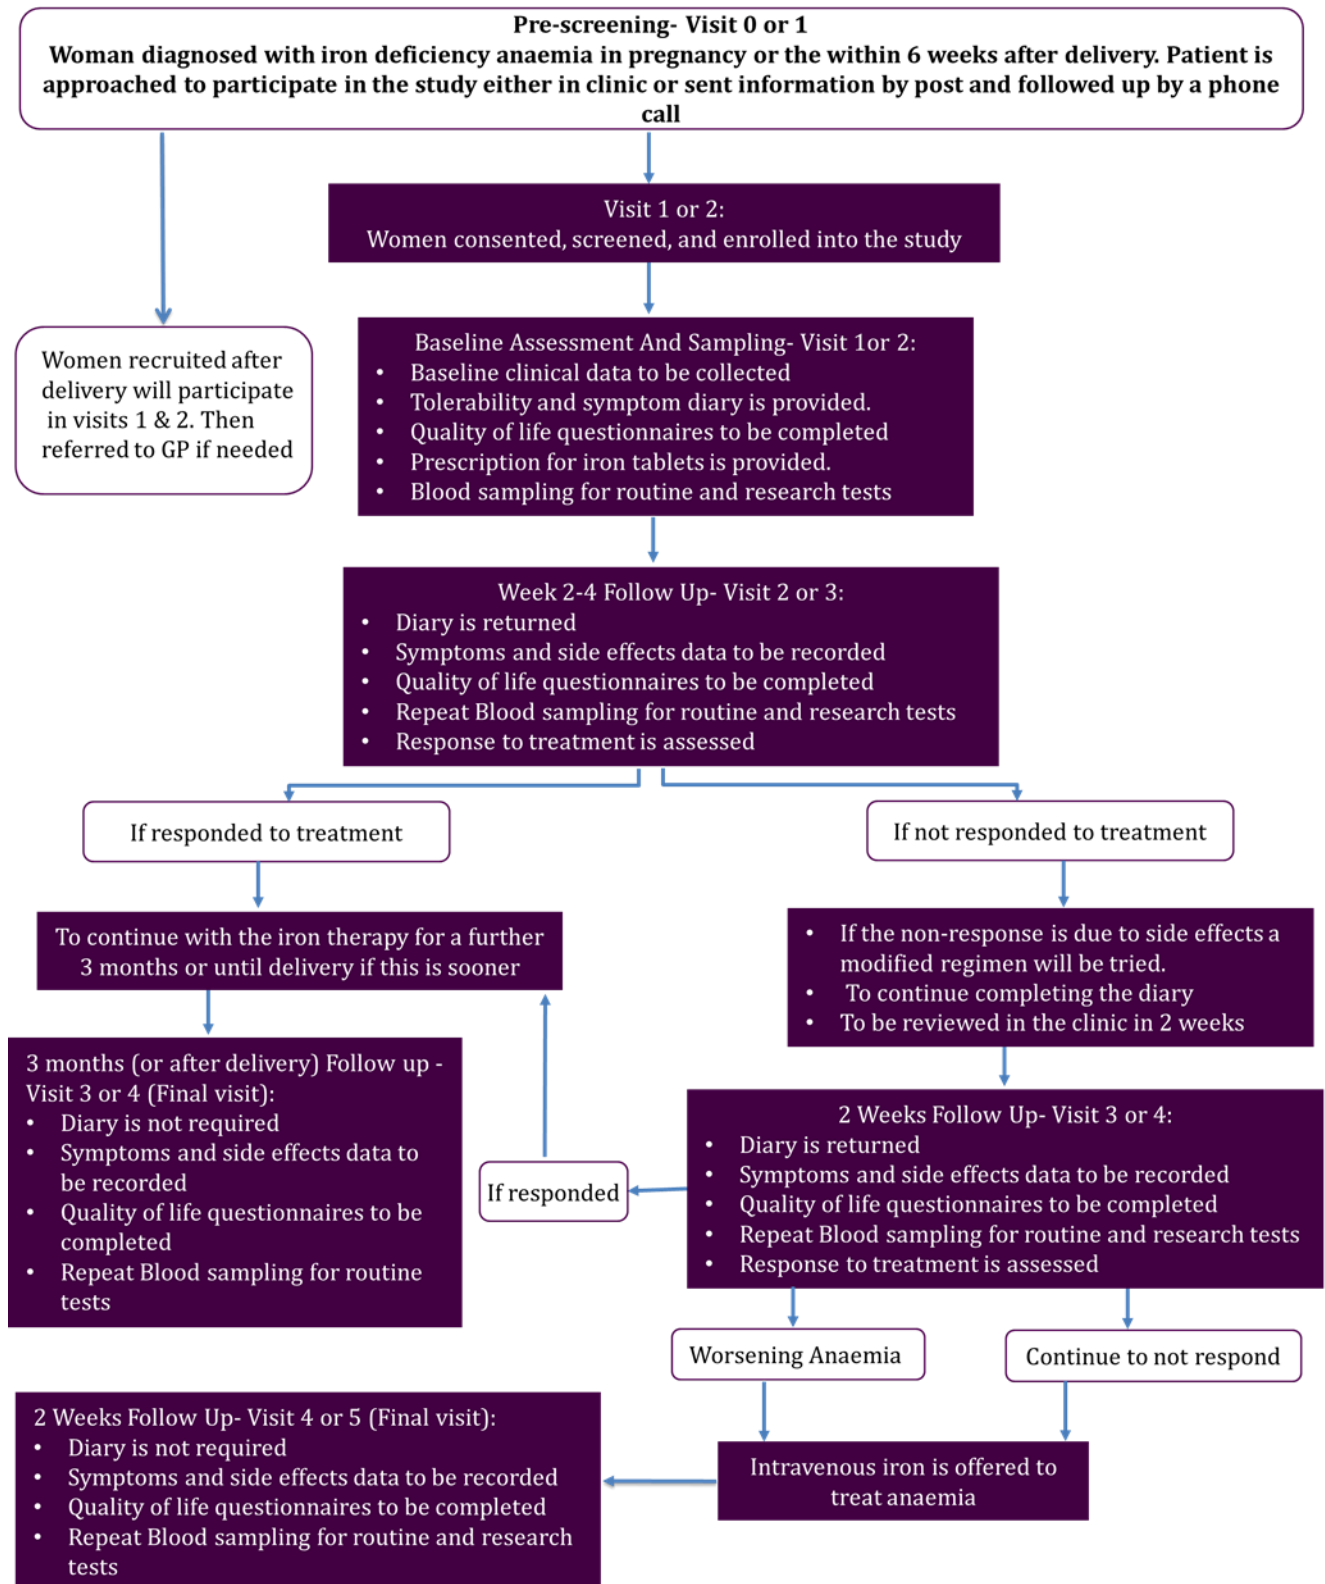 Pre-screening- Visit 0 or 1
Woman diagnosed with iron deficiency anaemia in pregnancy or the within 6 weeks after delivery. Patient is
approached to participate in the study either in clinic or sent information by post and followed up by a phone
call
Visit 1 or 2:
Women consented, screened, and enrolled into the study
Women recruited after
delivery will participate
in visits 1 & 2. Then
referred to GP if needed
Baseline Assessment And Sampling- Visit 1or 2:
• Baseline clinical data to be collected
• Tolerability and symptom diary is provided.
• Quality of life questionnaires to be completed
• Prescription for iron tablets is provided.
• Blood sampling for routine and research tests
Week 2-4 Follow Up- Visit 2 or 3:
• Diary is returned
• Symptoms and side effects data to be recorded
• Quality of life questionnaires to be completed
• Repeat Blood sampling for routine and research tests
• Response to treatment is assessed
If responded to treatment
If not responded to treatment
To continue with the iron therapy for a further
3 months or until delivery if this is sooner
• If the non-response is due to side effects a
modified regimen will be tried.
• To continue completing the diary
• To be reviewed in the clinic in 2 weeks
3 months (or after delivery) Follow up -
Visit 3 or 4 (Final visit):
• Diary is not required
• Symptoms and side effects data to
be recorded
• Quality of life questionnaires to be
completed
• Repeat Blood sampling for routine
tests
If responded
2 Weeks Follow Up- Visit 3 or 4:
• Diary is returned
• Symptoms and side effects data to be recorded
• Quality of life questionnaires to be completed
• Repeat Blood sampling for routine and research tests
• Response to treatment is assessed
Worsening Anaemia
Continue to not respond
2 Weeks Follow Up- Visit 4 or 5 (Final visit):
• Diary is not required
• Symptoms and side effects data to be recorded
• Quality of life questionnaires to be completed
• Repeat Blood sampling for routine and research
tests
Intravenous iron is offered to
treat anaemia